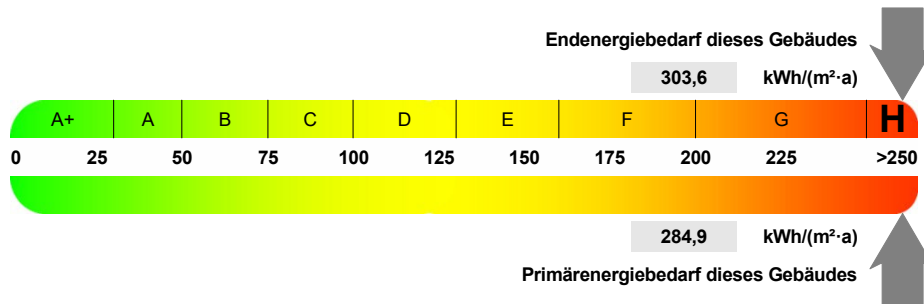 Endenergiebedarf dieses Gebäudes
303,6 kWh/(m²·a)
A+ A B C D E F G H
0 25 50 75 100 125 150 175 200 225 >250
284,9 kWh/(m²·a)
Primärenergiebedarf dieses Gebäudes